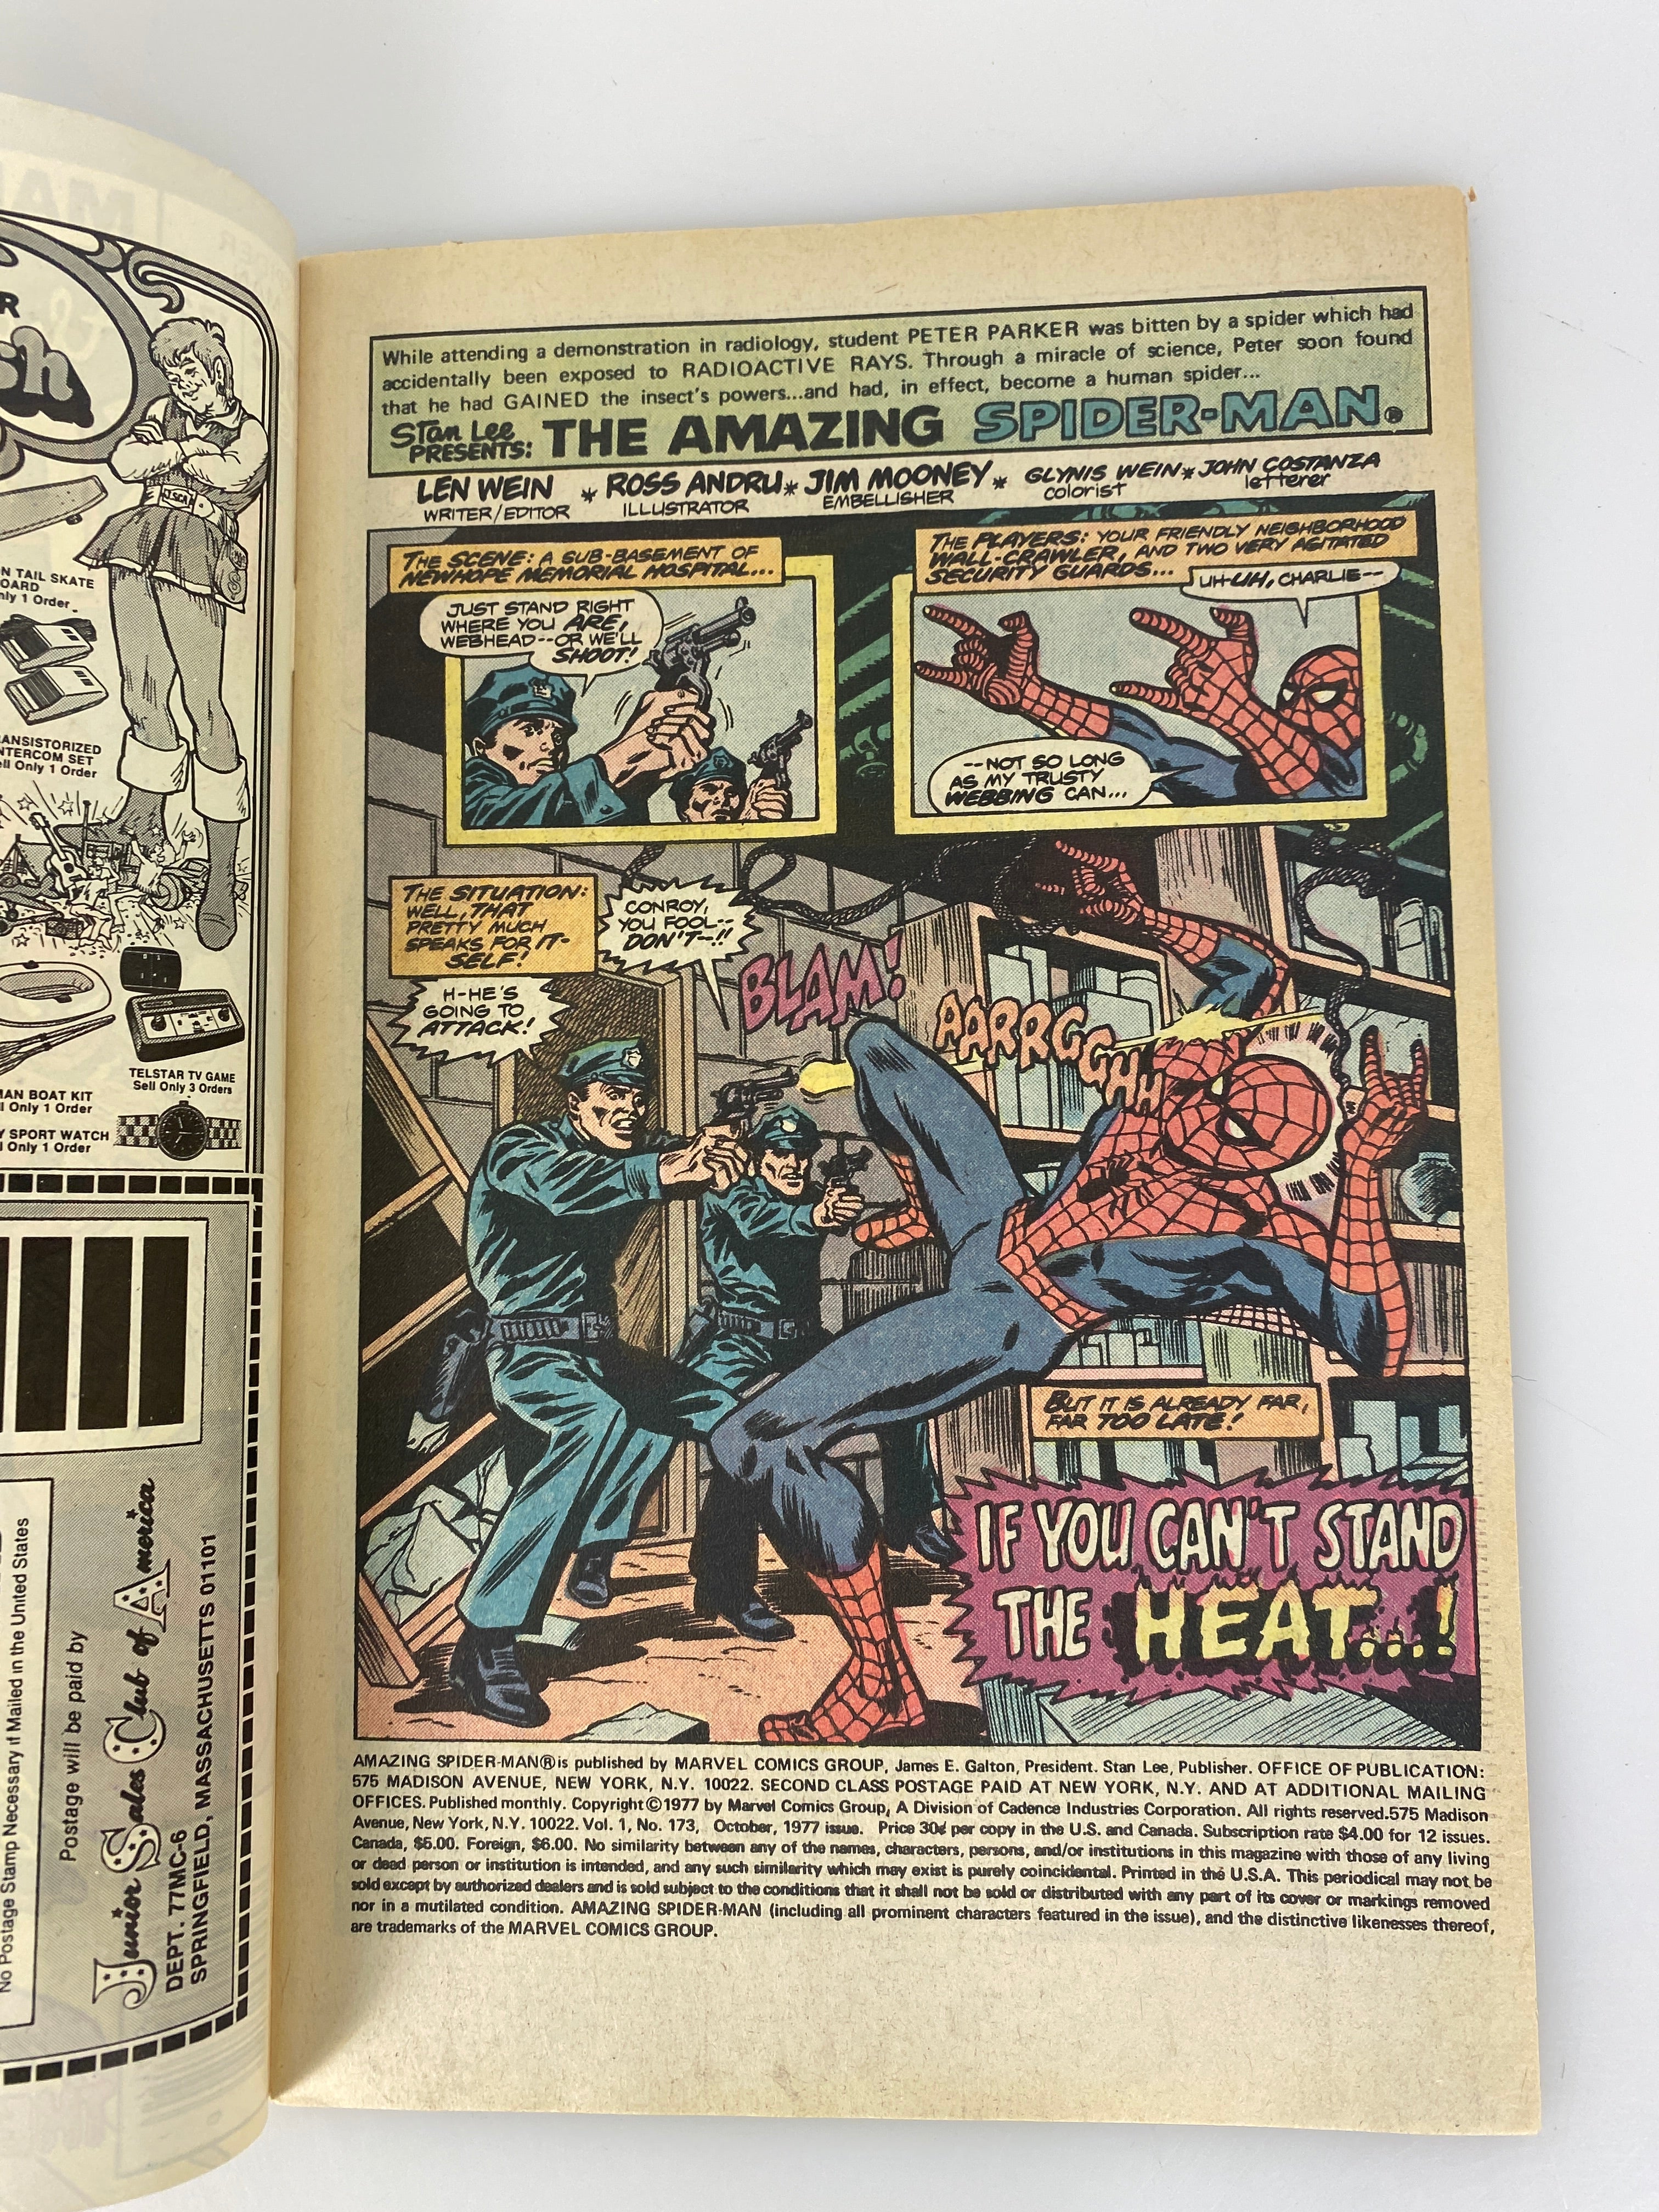 R
sh
N TAIL SKATE
OARD
nly 1 Order
RANSISTORIZED
NTERCOM SET
ell Only 1 Order
J.SCA
TELSTAR TV GAME
Sell Only 3 Orders
MAN BOAT KIT
l Only 1 Order
Y SPORT WATCH
l Only 1 Order
No Postage Stamp Necessary if Mailed in the United States
Postage will be paid by
Junior Sales Club of America
DEPT. 77MC-6
SPRINGFIELD, MASSACHUSETTS 01101
While attending a demonstration in radiology, student PETER PARKER was bitten by a spider which had
accidentally been exposed to RADIOACTIVE RAYS. Through a miracle of science, Peter soon found
that he had GAINED the insect's powers...and had, in effect, become a human spider...
Stan Lee
PRESENTS: THE AMAZING SPIDER-MAN®
LEN WEIN * ROSS ANDRU * JIM MOONEY * GLYNIS WEIN * JOHN COSTANZA
WRITER/EDITOR ILLUSTRATOR EMBELLISHER colorist letterer
THE SCENE: A SUB-BASEMENT OF
NEWHOPE MEMORIAL HOSPITAL...
JUST STAND RIGHT
WHERE YOU ARE,
WEBHEAD--OR WE'LL
SHOOT!
THE PLAYERS: YOUR FRIENDLY NEIGHBORHOOD
WALL-CRAWLER, AND TWO VERY AGITATED
SECURITY GUARDS...
UH-UH, CHARLIE--
--NOT SO LONG
AS MY TRUSTY
WEBBING CAN...
THE SITUATION:
WELL, THAT
PRETTY MUCH
SPEAKS FOR IT-
SELF!
CONROY,
YOU FOOL--
DON'T--!!
H-HE'S
GOING TO
ATTACK!
BLAM!
AARRGGGHH
BUT IT IS ALREADY FAR,
FAR TOO LATE!
IF YOU CAN'T STAND
THE HEAT...!
AMAZING SPIDER-MAN® is published by MARVEL COMICS GROUP, James E. Galton, President. Stan Lee, Publisher. OFFICE OF PUBLICATION:
575 MADISON AVENUE, NEW YORK, N.Y. 10022. SECOND CLASS POSTAGE PAID AT NEW YORK, N.Y. AND AT ADDITIONAL MAILING
OFFICES. Published monthly. Copyright © 1977 by Marvel Comics Group, A Division of Cadence Industries Corporation. All rights reserved. 575 Madison
Avenue, New York, N.Y. 10022. Vol. 1, No. 173, October, 1977 issue. Price 30¢ per copy in the U.S. and Canada. Subscription rate $4.00 for 12 issues.
Canada, $5.00. Foreign, $6.00. No similarity between any of the names, characters, persons, and/or institutions in this magazine with those of any living
or dead person or institution is intended, and any such similarity which may exist is purely coincidental. Printed in the U.S.A. This periodical may not be
sold except by authorized dealers and is sold subject to the conditions that it shall not be sold or distributed with any part of its cover or markings removed
nor in a mutilated condition. AMAZING SPIDER-MAN (including all prominent characters featured in the issue), and the distinctive likenesses thereof,
are trademarks of the MARVEL COMICS GROUP.